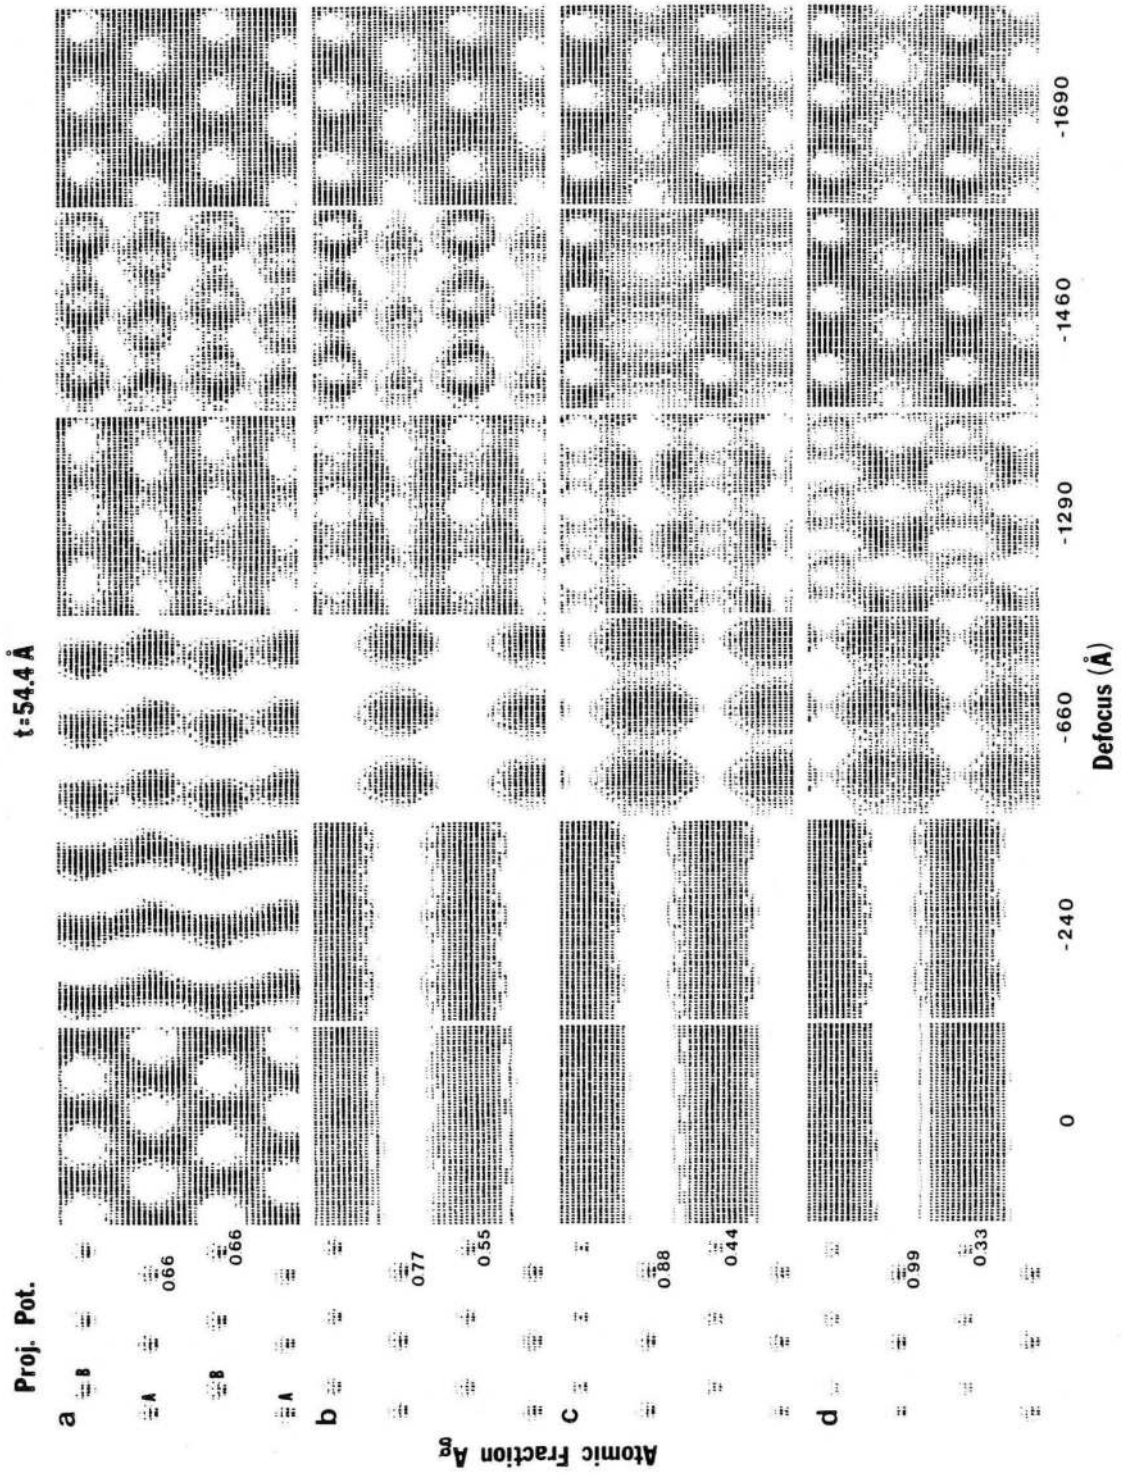 t=54.4 Å
Proj. Pot.
Atomic Fraction Ag
a
B
A
0.66
B
0.66
A
b
0.77
0.55
c
0.88
0.44
d
0.99
0.33
0
-240
-660
-1290
-1460
-1690
Defocus (Å)